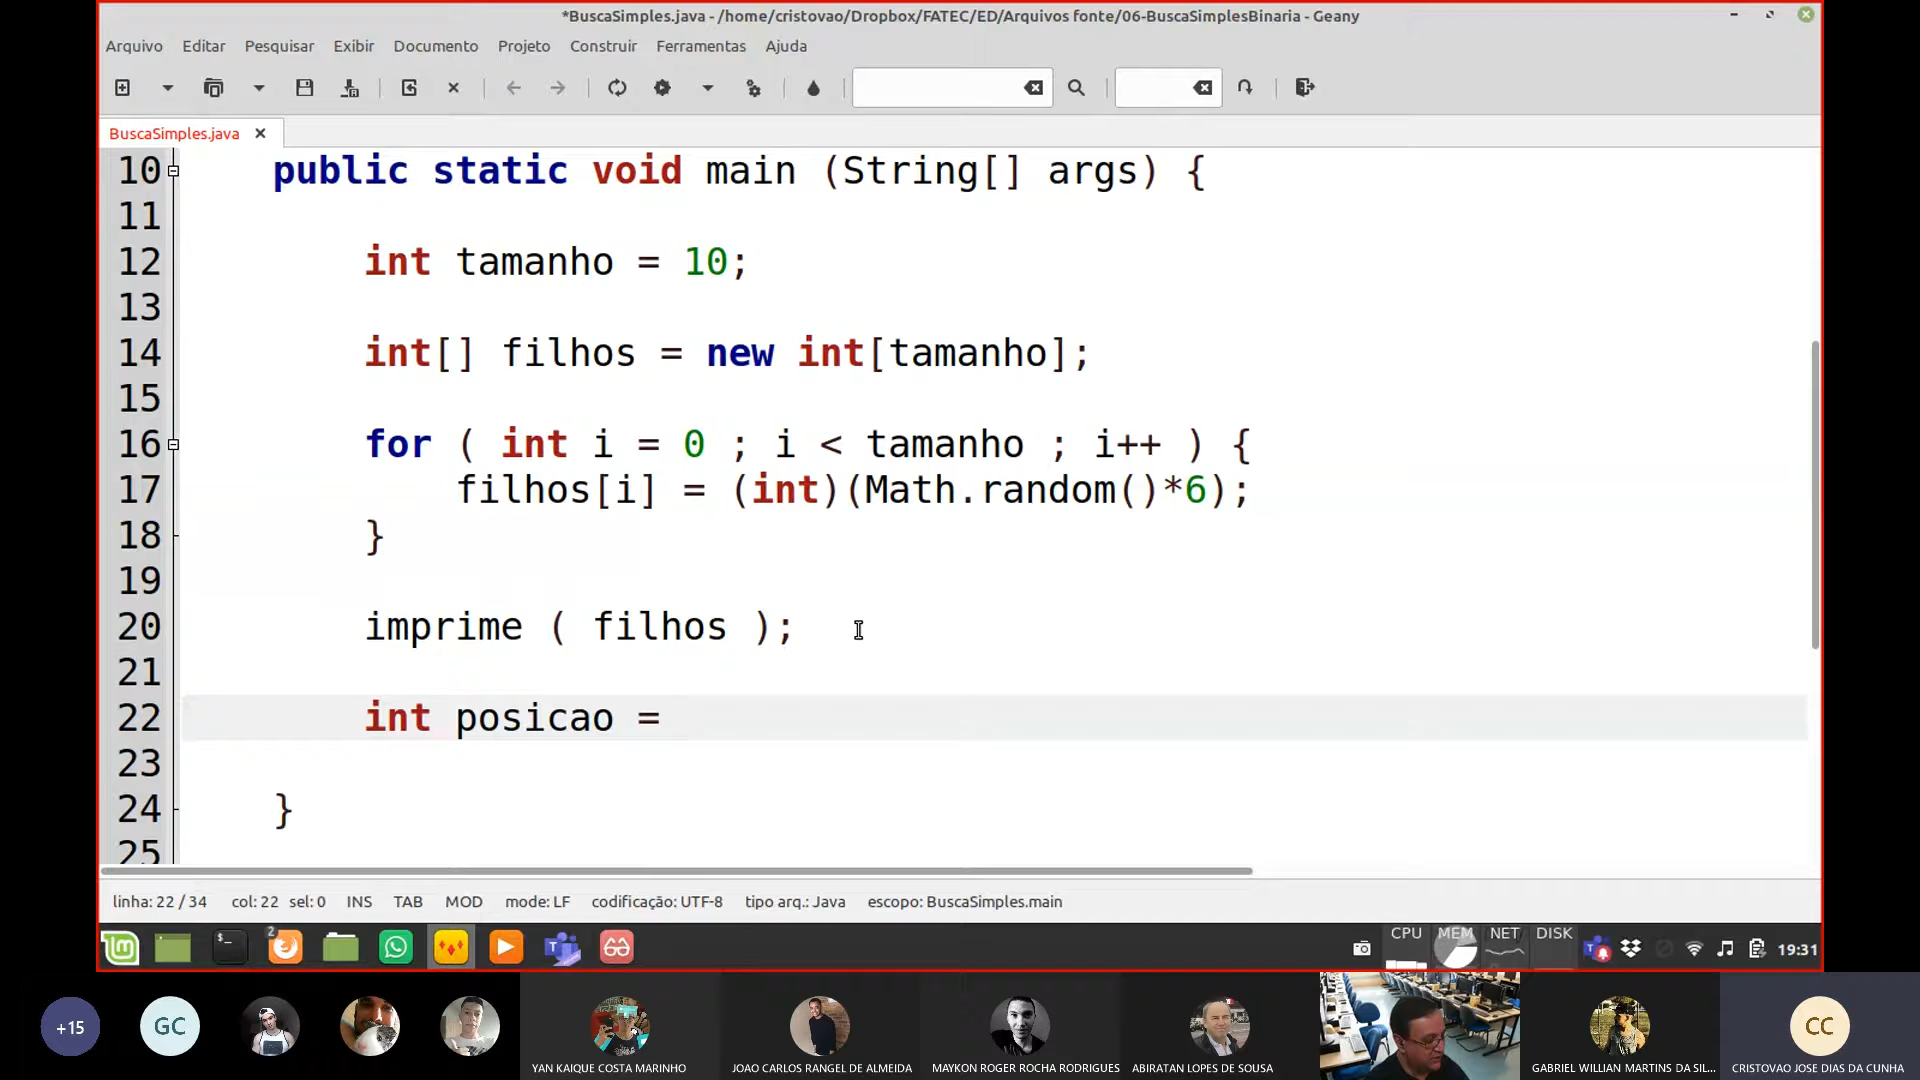 *BuscaSimples.java - /home/cristovao/Dropbox/FATEC/ED/Arquivos fonte/06-BuscaSimplesBinaria - Geany
Arquivo Editar Pesquisar Exibir Documento Projeto Construir Ferramentas Ajuda
BuscaSimples.java
10 public static void main (String[] args) {
11
12 int tamanho = 10;
13
14 int[] filhos = new int[tamanho];
15
16 for ( int i = 0 ; i < tamanho ; i++ ) {
17 filhos[i] = (int)(Math.random()*6);
18 }
19
20 imprime ( filhos );
21
22 int posicao =
23
24 }
25
linha: 22 / 34 col: 22 sel: 0 INS TAB MOD mode: LF codificação: UTF-8 tipo arq.: Java escopo: BuscaSimples.main
2 CPU MEM NET DISK 19:31
+15 GC CC
YAN KAIQUE COSTA MARINHO JOAO CARLOS RANGEL DE ALMEIDA MAYKON ROGER ROCHA RODRIGUES ABIRATAN LOPES DE SOUSA GABRIEL WILLIAN MARTINS DA SIL... CRISTOVAO JOSE DIAS DA CUNHA